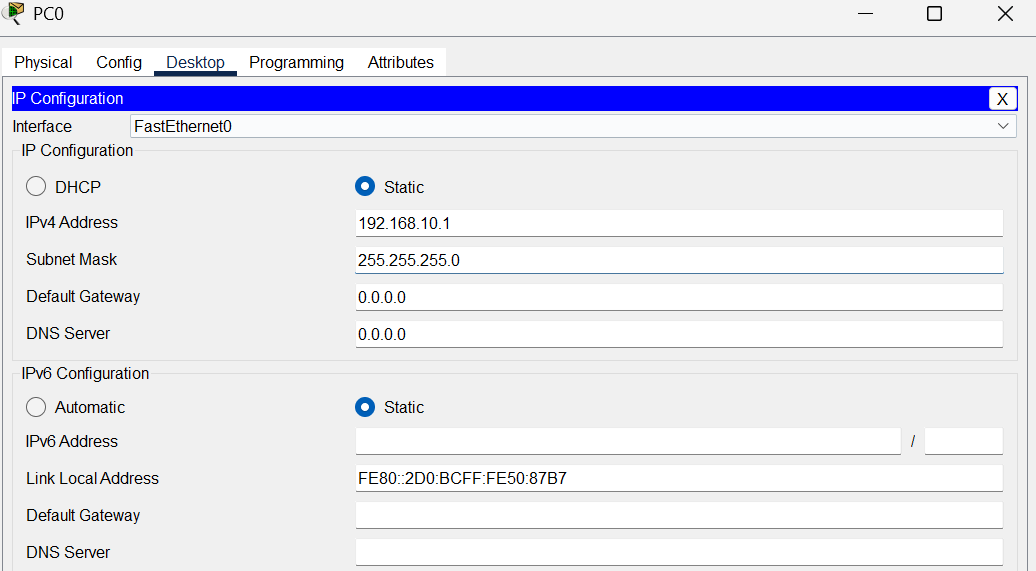 PC0
Physical Config Desktop Programming Attributes
IP Configuration X
Interface FastEthernet0
IP Configuration
DHCP Static
IPv4 Address 192.168.10.1
Subnet Mask 255.255.255.0
Default Gateway 0.0.0.0
DNS Server 0.0.0.0
IPv6 Configuration
Automatic Static
IPv6 Address /
Link Local Address FE80::2D0:BCFF:FE50:87B7
Default Gateway
DNS Server